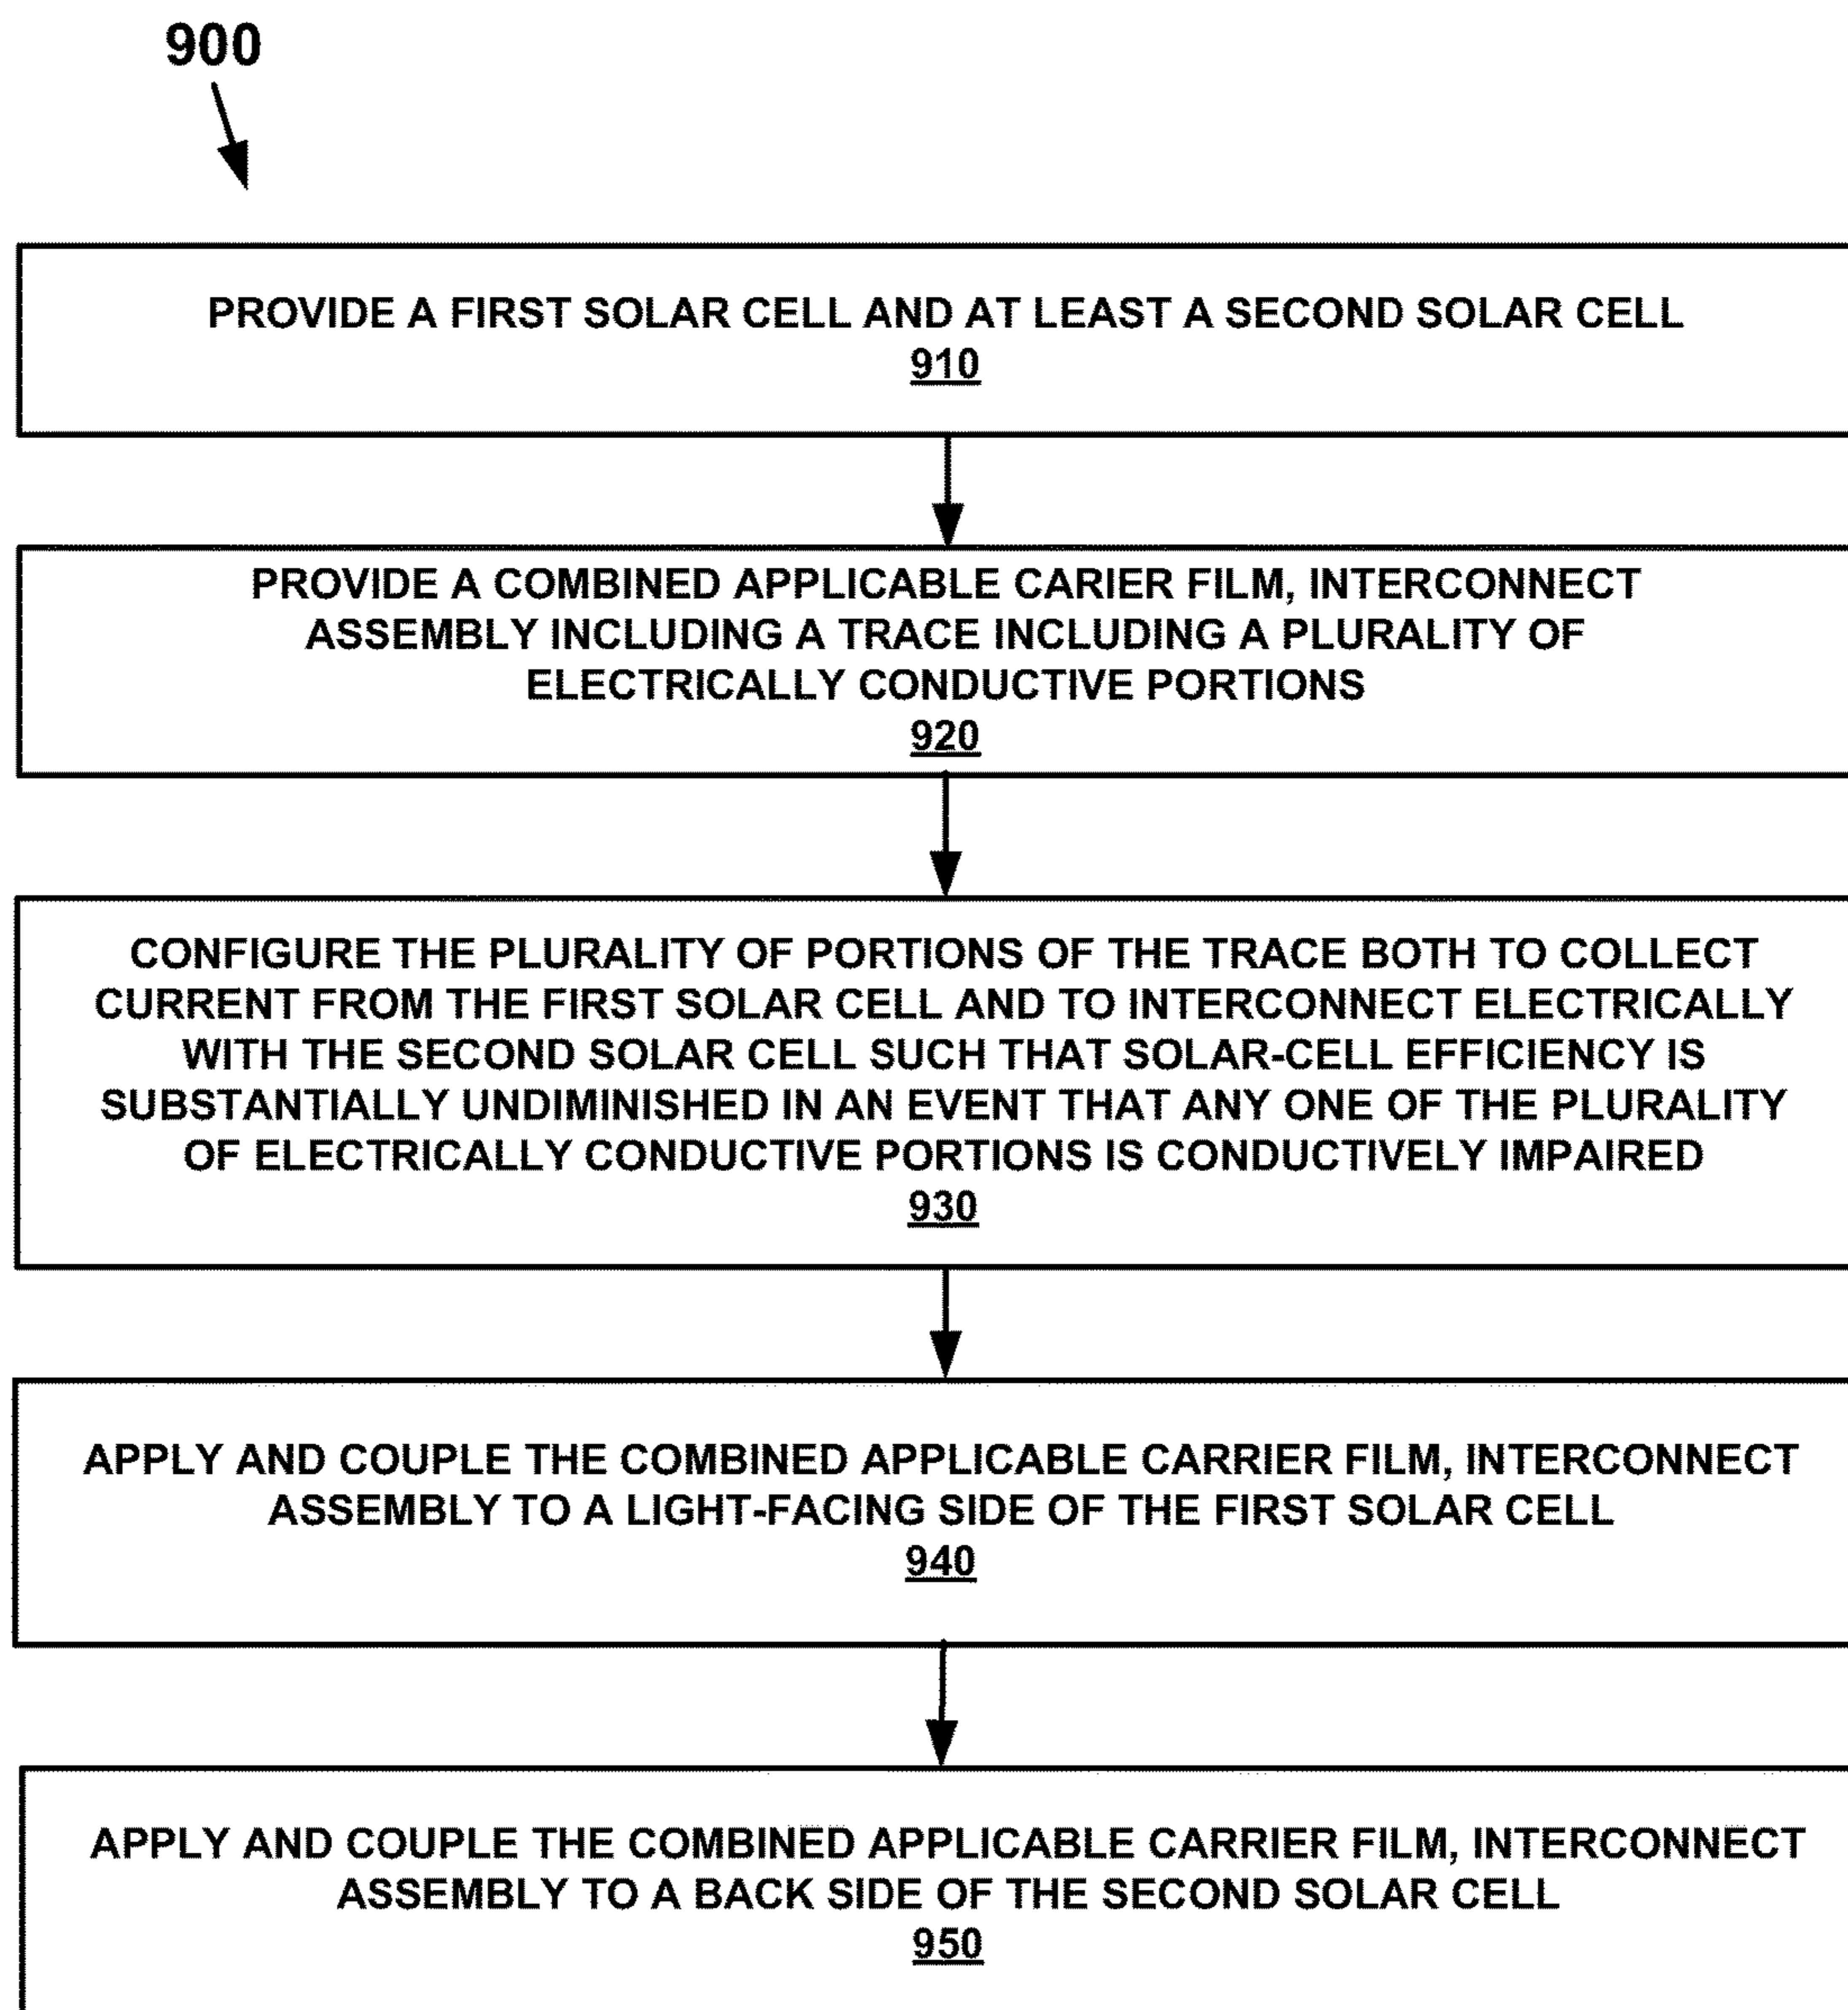 900
PROVIDE A FIRST SOLAR CELL AND AT LEAST A SECOND SOLAR CELL
910
PROVIDE A COMBINED APPLICABLE CARIER FILM, INTERCONNECT
ASSEMBLY INCLUDING A TRACE INCLUDING A PLURALITY OF
ELECTRICALLY CONDUCTIVE PORTIONS
920
CONFIGURE THE PLURALITY OF PORTIONS OF THE TRACE BOTH TO COLLECT
CURRENT FROM THE FIRST SOLAR CELL AND TO INTERCONNECT ELECTRICALLY
WITH THE SECOND SOLAR CELL SUCH THAT SOLAR-CELL EFFICIENCY IS
SUBSTANTIALLY UNDIMINISHED IN AN EVENT THAT ANY ONE OF THE PLURALITY
OF ELECTRICALLY CONDUCTIVE PORTIONS IS CONDUCTIVELY IMPAIRED
930
APPLY AND COUPLE THE COMBINED APPLICABLE CARRIER FILM, INTERCONNECT
ASSEMBLY TO A LIGHT-FACING SIDE OF THE FIRST SOLAR CELL
940
APPLY AND COUPLE THE COMBINED APPLICABLE CARRIER FILM, INTERCONNECT
ASSEMBLY TO A BACK SIDE OF THE SECOND SOLAR CELL
950